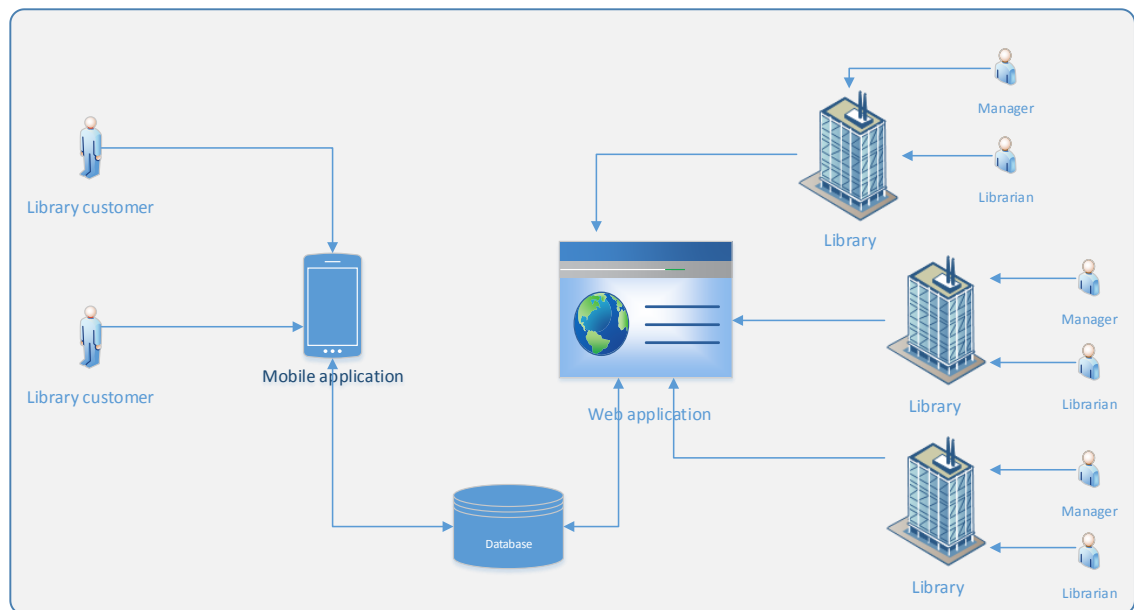 Manager
Library customer
Librarian
Library
Manager
Mobile application
Library customer
Web application
Library
Librarian
Manager
Database
Library
Librarian